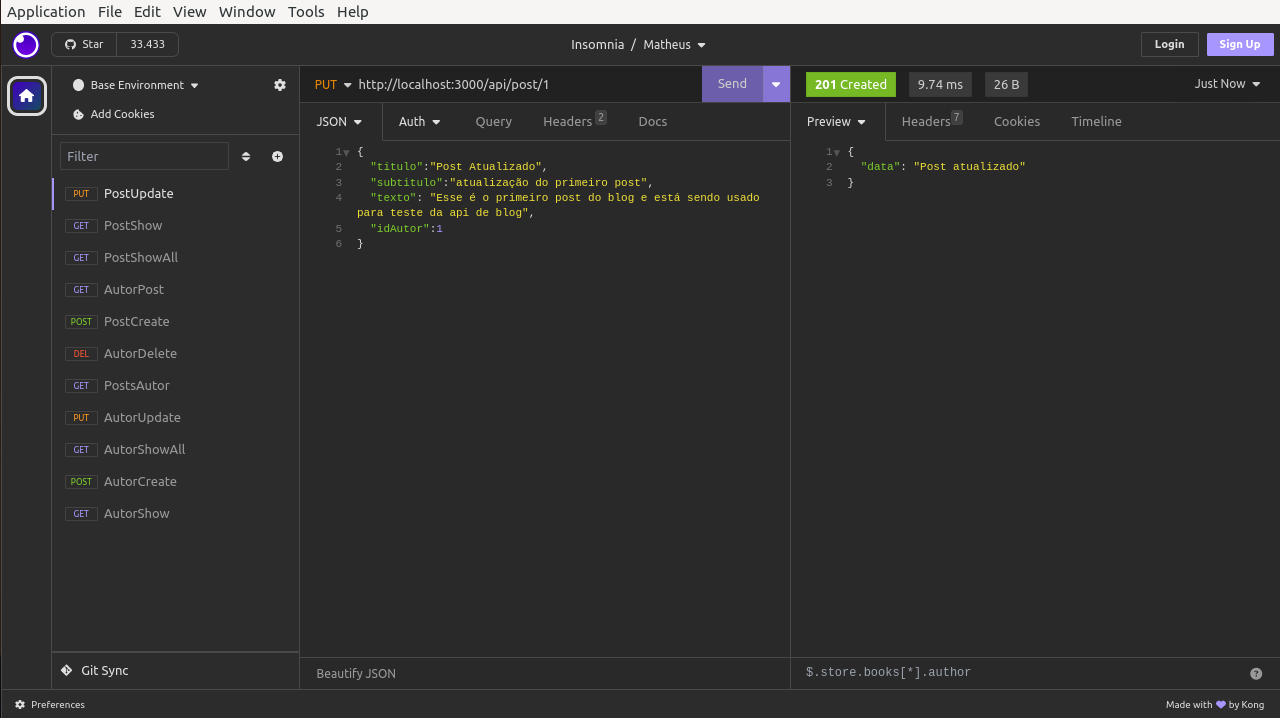 Application File Edit View Window Tools Help
Star 33.433
Insomnia / Matheus
Login Sign Up
Base Environment
Add Cookies
Filter
PUT PostUpdate
GET PostShow
GET PostShowAll
GET AutorPost
POST PostCreate
DEL AutorDelete
GET PostsAutor
PUT AutorUpdate
GET AutorShowAll
POST AutorCreate
GET AutorShow
Git Sync
PUT http://localhost:3000/api/post/1 Send
JSON Auth Query Headers 2 Docs
1 {
2 "titulo":"Post Atualizado",
3 "subtitulo":"atualização do primeiro post",
4 "texto": "Esse é o primeiro post do blog e está sendo usado
para teste da api de blog",
5 "idAutor":1
6 }
Beautify JSON
201 Created 9.74 ms 26 B Just Now
Preview Headers 7 Cookies Timeline
1 {
2 "data": "Post atualizado"
3 }
$.store.books[*].author ?
Preferences
Made with 💜 by Kong